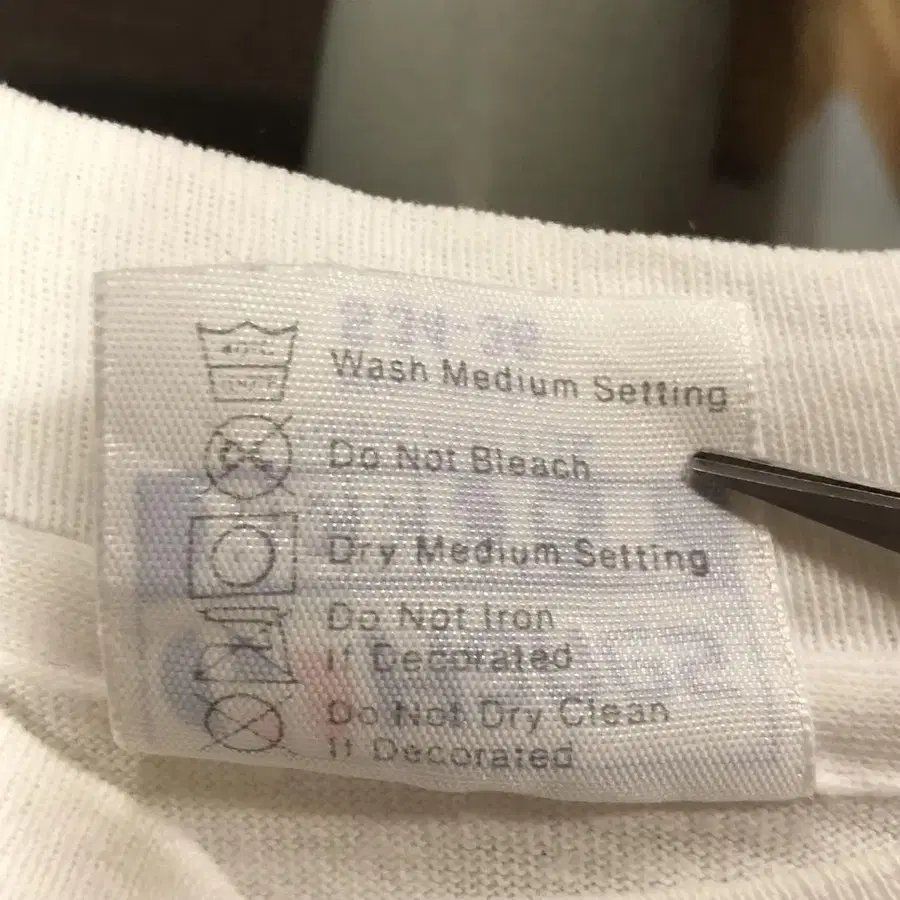 Wash Medium Setting
Do Not Bleach
Dry Medium Setting
Do Not Iron
If Decorated
Do Not Dry Clean
If Decorated